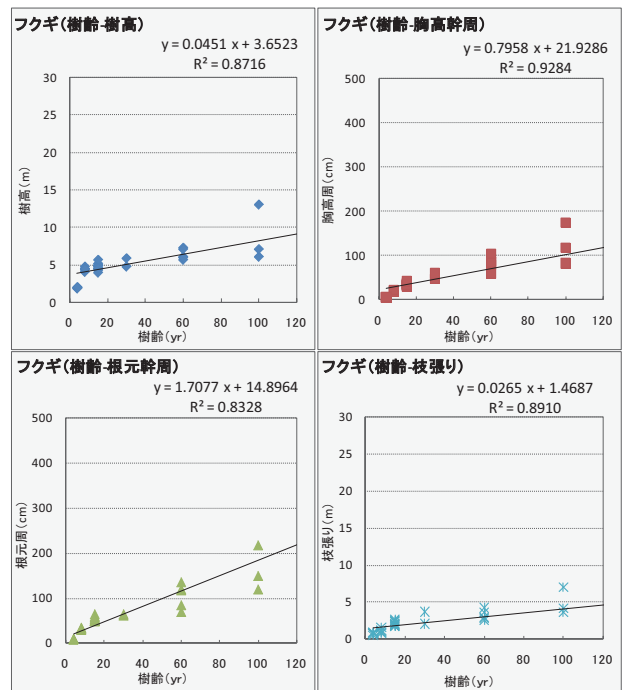 フクギ(樹齢-樹高)
y = 0.0451 x + 3.6523
R² = 0.8716
30
25
20
15
10
5
0
樹高(m)
0 20 40 60 80 100 120
樹齢(yr)
フクギ(樹齢-胸高幹周)
y = 0.7958 x + 21.9286
R² = 0.9284
500
400
300
200
100
0
胸高周(cm)
0 20 40 60 80 100 120
樹齢(yr)
フクギ(樹齢-根元幹周)
y = 1.7077 x + 14.8964
R² = 0.8328
500
400
300
200
100
0
根元周(cm)
0 20 40 60 80 100 120
樹齢(yr)
フクギ(樹齢-枝張り)
y = 0.0265 x + 1.4687
R² = 0.8910
30
25
20
15
10
5
0
枝張り(m)
0 20 40 60 80 100 120
樹齢(yr)